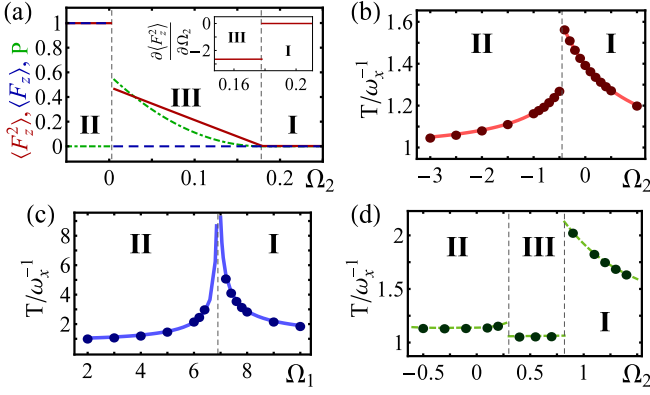 (a)
⟨F_z^2⟩, ⟨F_z⟩, P
1
0.8
0.6
0.4
0.2
0
0
0.1
0.2
Ω_2
II
III
I
∂⟨F_z^2⟩
∂Ω_2
0
−2
0.16
0.2
III
I
(b)
T/ω_x^{-1}
1.6
1.4
1.2
1
−3
−2
−1
0
Ω_2
II
I
(c)
T/ω_x^{-1}
8
6
4
2
2
4
6
8
Ω_1
II
I
(d)
T/ω_x^{-1}
2
1.5
1
-0.5
0
0.5
1
Ω_2
II
III
I